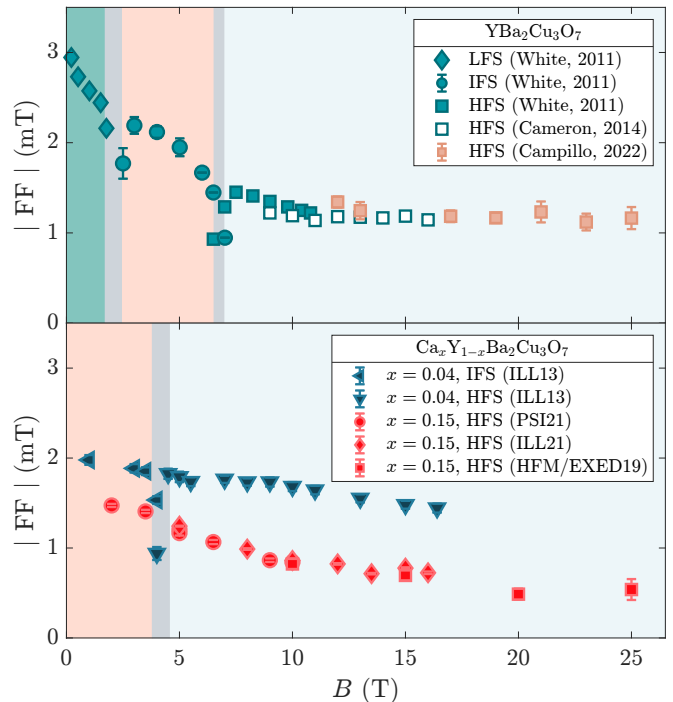 YBa₂Cu₃O₇
LFS (White, 2011)
IFS (White, 2011)
HFS (White, 2011)
HFS (Cameron, 2014)
HFS (Campillo, 2022)
3
2
1
0
| FF | (mT)
CaₓY₁₋ₓBa₂Cu₃O₇
x = 0.04, IFS (ILL13)
x = 0.04, HFS (ILL13)
x = 0.15, HFS (PSI21)
x = 0.15, HFS (ILL21)
x = 0.15, HFS (HFM/EXED19)
3
2
1
0
| FF | (mT)
0 5 10 15 20 25
B (T)